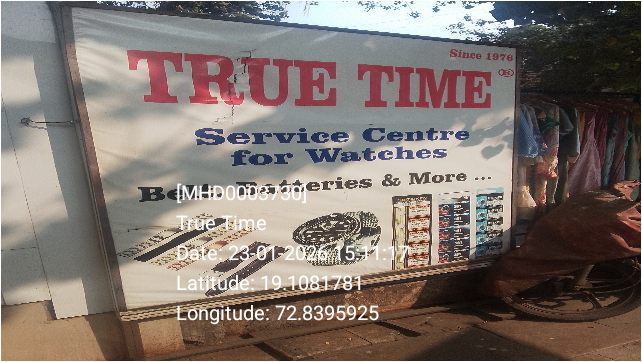 Since 1976
TRUE TIME ®
Service Centre
for Watches
Batteries & More ...
[MHD0003730]
True Time
Date: 23-01-2026 15:11:17
Latitude: 19.1081781
Longitude: 72.8395925